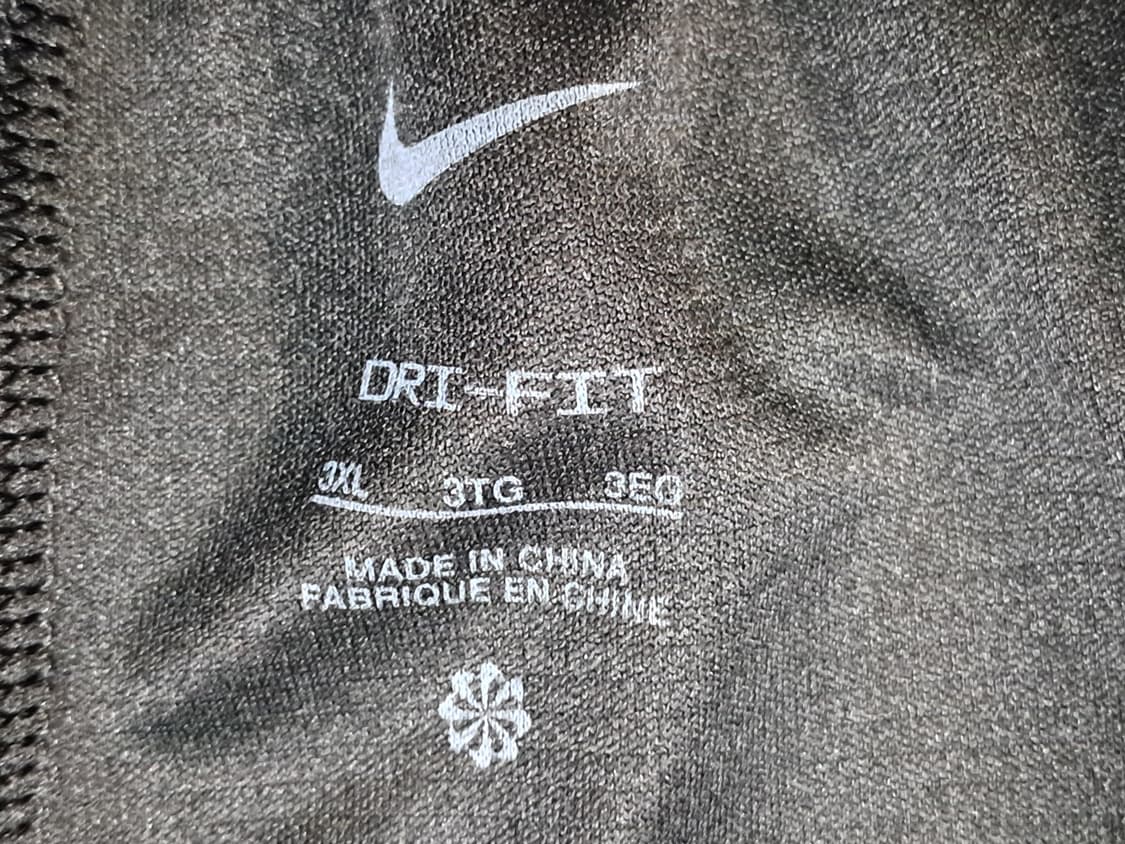 DRI-FIT
3XL 3TG 3EG
MADE IN CHINA
FABRIQUE EN CHINE